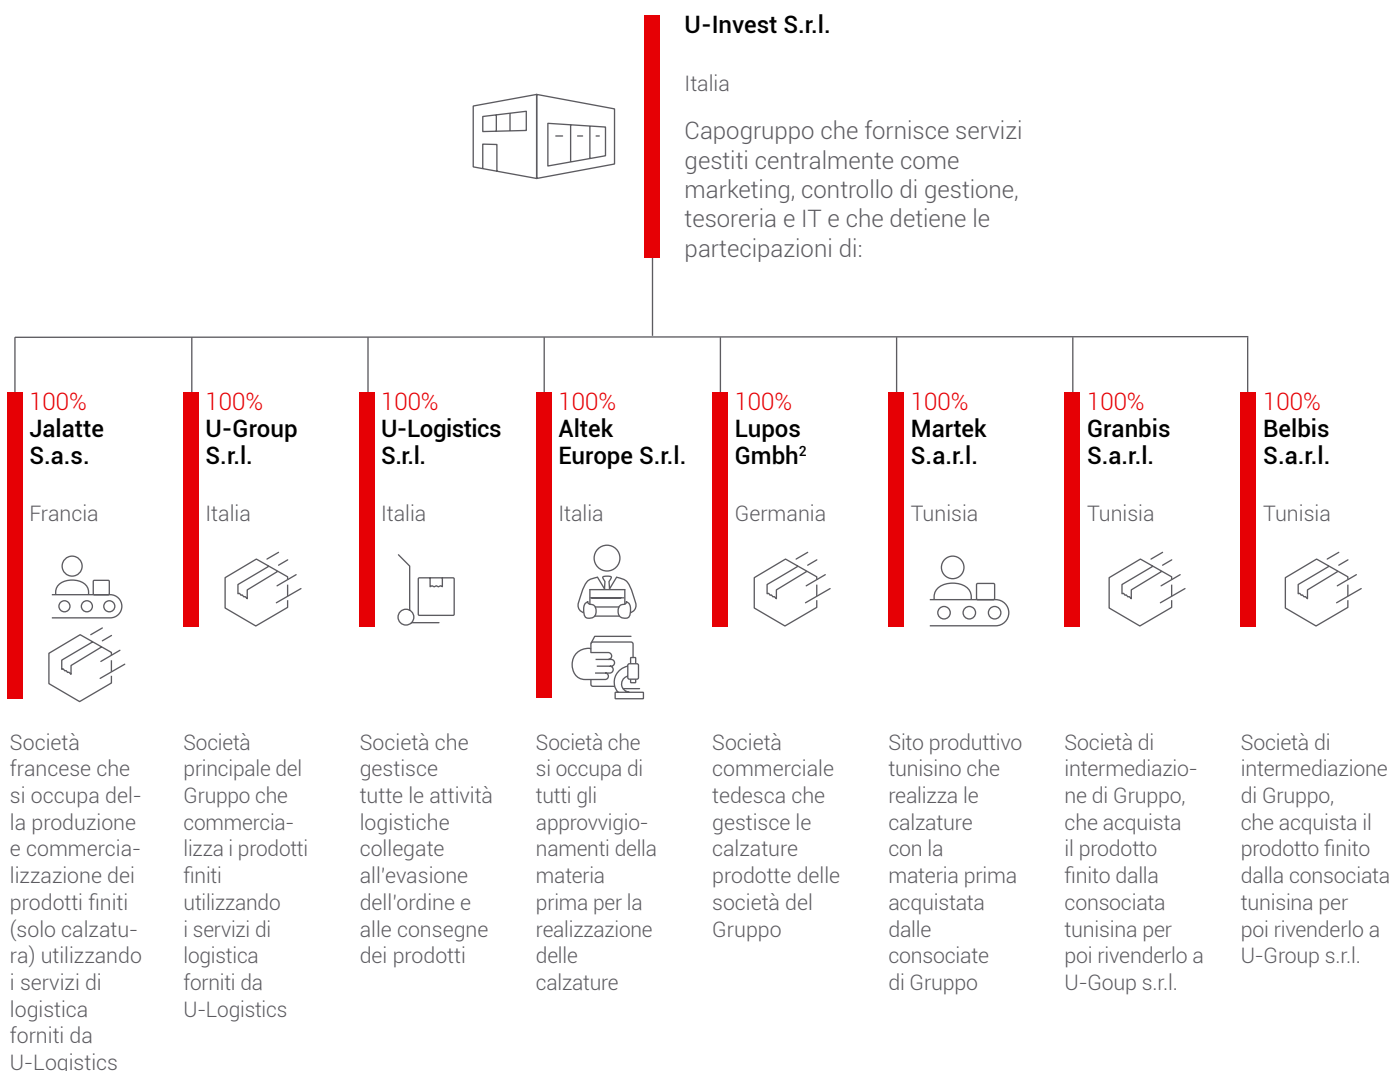 U-Invest S.r.l.
Italia
Capogruppo che fornisce servizi
gestiti centralmente come
marketing, controllo di gestione,
tesoreria e IT e che detiene le
partecipazioni di:
100%
Jalatte
S.a.s.
Francia
Società
francese che
si occupa del-
la produzione
e commercia-
lizzazione dei
prodotti finiti
(solo calzatu-
ra) utilizzando
i servizi di
logistica
forniti da
U-Logistics
100%
U-Group
S.r.l.
Italia
Società
principale del
Gruppo che
commercia-
lizza i prodotti
finiti
utilizzando
i servizi di
logistica
forniti da
U-Logistics
100%
U-Logistics
S.r.l.
Italia
Società che
gestisce
tutte le attività
logistiche
collegate
all'evasione
dell'ordine e
alle consegne
dei prodotti
100%
Altek
Europe S.r.l.
Italia
Società che
si occupa di
tutti gli
approvvigio-
namenti della
materia
prima per la
realizzazione
delle
calzature
100%
Lupos
Gmbh²
Germania
Società
commerciale
tedesca che
gestisce le
calzature
prodotte delle
società del
Gruppo
100%
Martek
S.a.r.l.
Tunisia
Sito produttivo
tunisino che
realizza le
calzature
con la
materia prima
acquistata
dalle
consociate
di Gruppo
100%
Granbis
S.a.r.l.
Tunisia
Società di
intermediazio-
ne di Gruppo,
che acquista
il prodotto
finito dalla
consociata
tunisina per
poi rivenderlo a
U-Goup s.r.l.
100%
Belbis
S.a.r.l.
Tunisia
Società di
intermediazione
di Gruppo,
che acquista il
prodotto finito
dalla consociata
tunisina per
poi rivenderlo a
U-Group s.r.l.